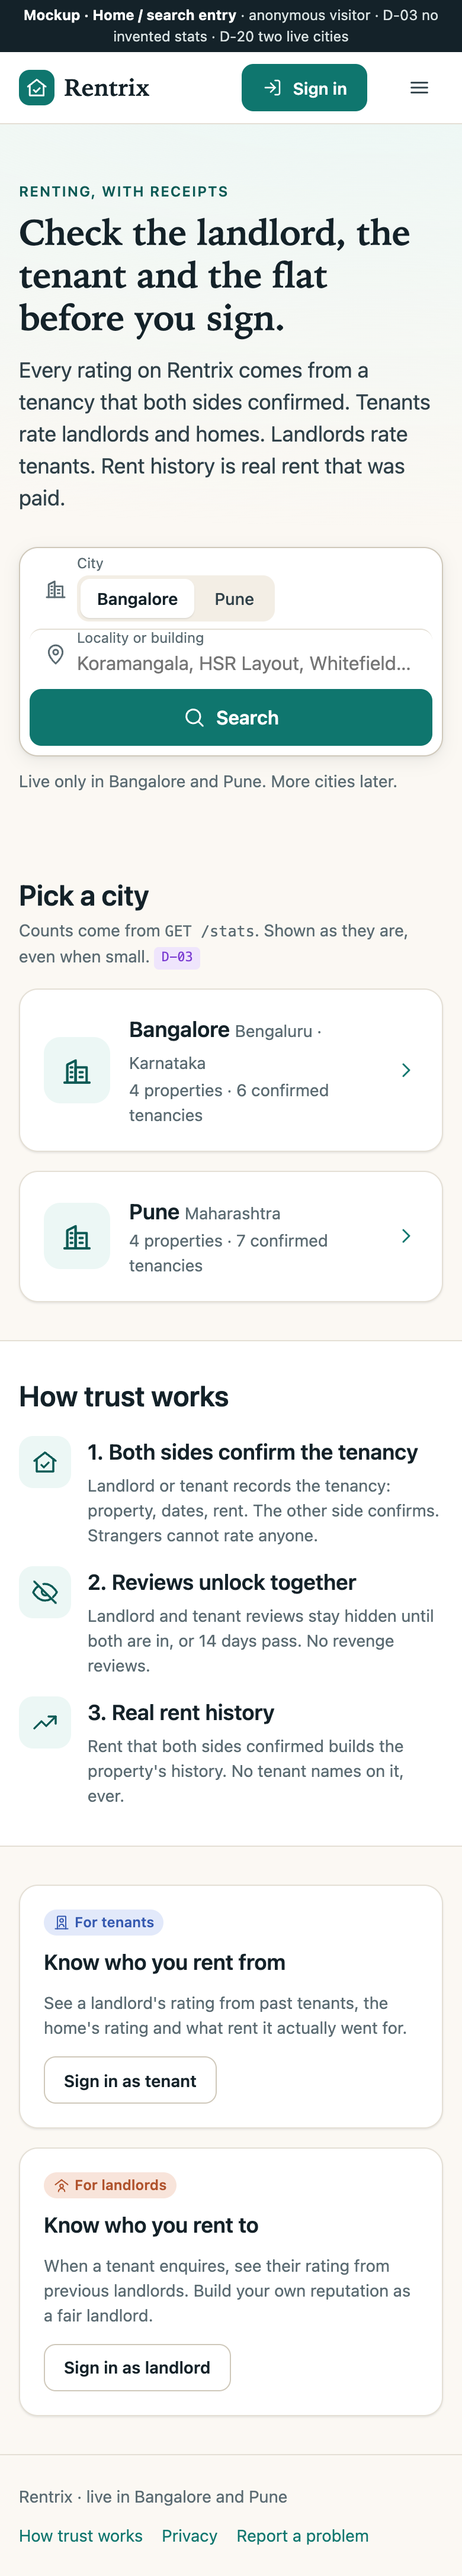 Mockup · Home / search entry · anonymous visitor · D-03 no
invented stats · D-20 two live cities
Rentrix
Sign in
RENTING, WITH RECEIPTS
Check the landlord, the
tenant and the flat
before you sign.
Every rating on Rentrix comes from a
tenancy that both sides confirmed. Tenants
rate landlords and homes. Landlords rate
tenants. Rent history is real rent that was
paid.
City
Bangalore
Pune
Locality or building
Koramangala, HSR Layout, Whitefield...
Search
Live only in Bangalore and Pune. More cities later.
Pick a city
Counts come from GET /stats. Shown as they are,
even when small. D-03
Bangalore Bengaluru ·
Karnataka
4 properties · 6 confirmed
tenancies
Pune Maharashtra
4 properties · 7 confirmed
tenancies
How trust works
1. Both sides confirm the tenancy
Landlord or tenant records the tenancy:
property, dates, rent. The other side confirms.
Strangers cannot rate anyone.
2. Reviews unlock together
Landlord and tenant reviews stay hidden until
both are in, or 14 days pass. No revenge
reviews.
3. Real rent history
Rent that both sides confirmed builds the
property's history. No tenant names on it,
ever.
For tenants
Know who you rent from
See a landlord's rating from past tenants, the
home's rating and what rent it actually went for.
Sign in as tenant
For landlords
Know who you rent to
When a tenant enquires, see their rating from
previous landlords. Build your own reputation as
a fair landlord.
Sign in as landlord
Rentrix · live in Bangalore and Pune
How trust works
Privacy
Report a problem